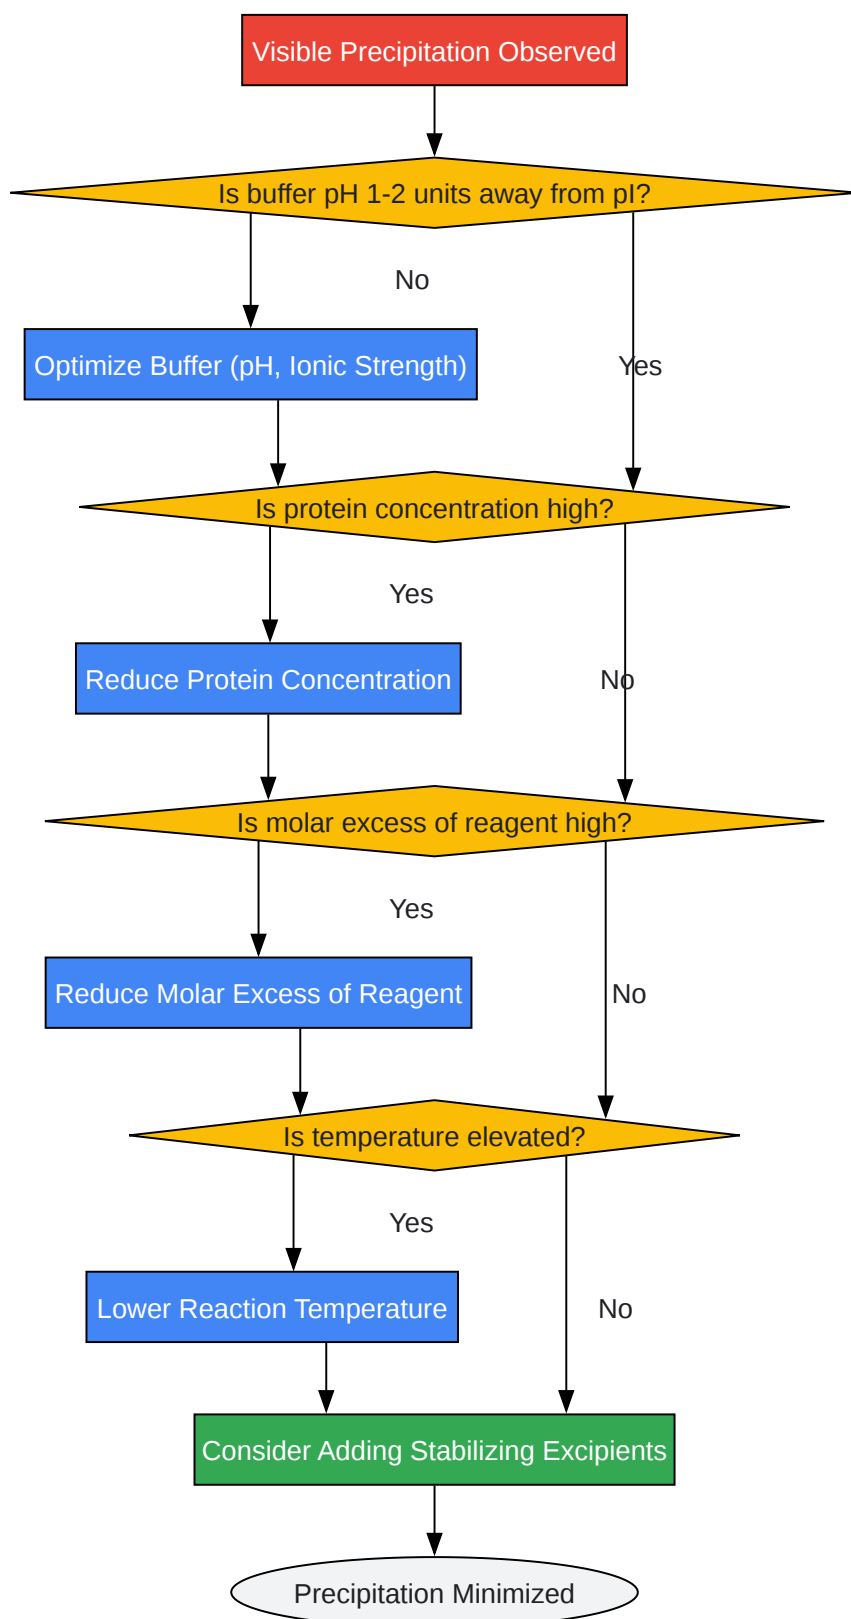 Visible Precipitation Observed
Is buffer pH 1-2 units away from pI?
No
Optimize Buffer (pH, Ionic Strength)
Yes
Is protein concentration high?
Yes
Reduce Protein Concentration
No
Is molar excess of reagent high?
Yes
Reduce Molar Excess of Reagent
No
Is temperature elevated?
Yes
Lower Reaction Temperature
No
Consider Adding Stabilizing Excipients
Precipitation Minimized